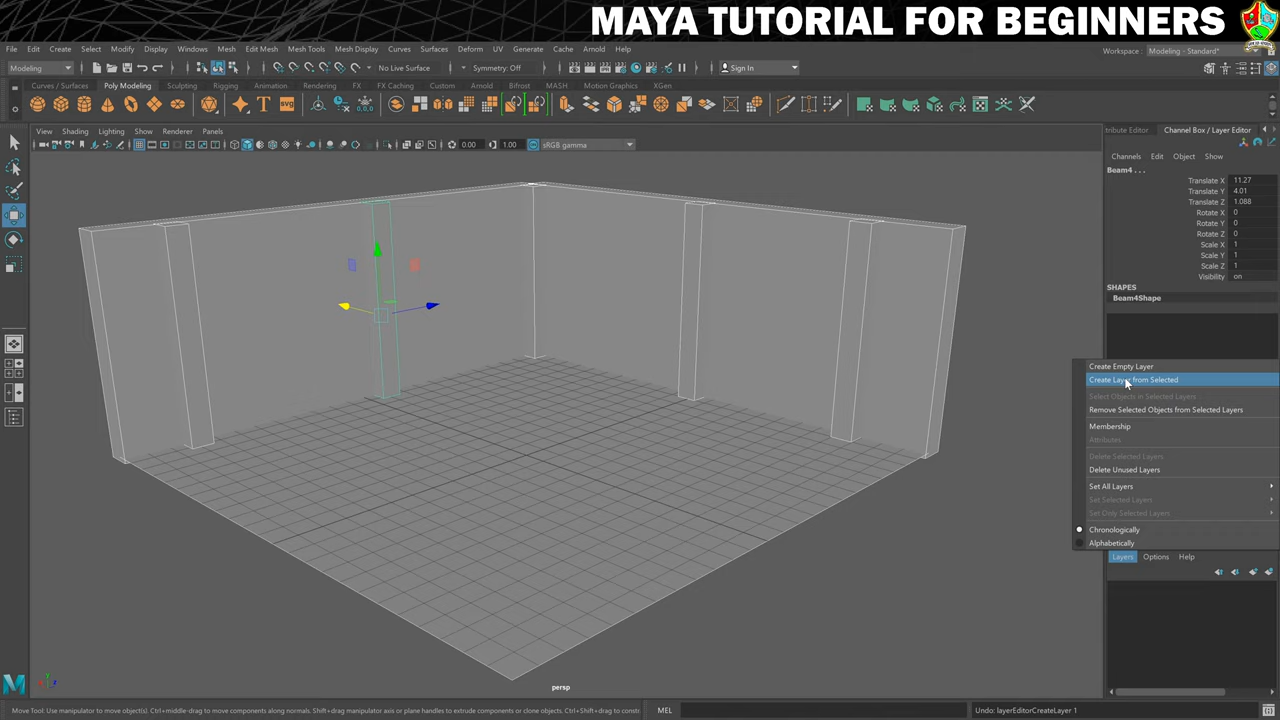 MAYA TUTORIAL FOR BEGINNERS
File Edit Create Select Modify Display Windows Mesh Edit Mesh Mesh Tools Mesh Display Curves Surfaces Deform UV Generate Cache Arnold Help
Workspace : Modeling - Standard*
Modeling No Live Surface Symmetry: Off Sign In
Curves / Surfaces Poly Modeling Sculpting Rigging Animation Rendering FX FX Caching Custom Arnold Bifrost MASH Motion Graphics XGen
View Shading Lighting Show Renderer Panels
0.00 1.00 sRGB gamma
tribute Editor Channel Box / Layer Editor
Channels Edit Object Show
Beam4 . . .
Translate X 11.27
Translate Y 4.01
Translate Z 1.088
Rotate X 0
Rotate Y 0
Rotate Z 0
Scale X 1
Scale Y 1
Scale Z 1
Visibility on
SHAPES
Beam4Shape
Create Empty Layer
Create Layer from Selected
Select Objects in Selected Layers
Remove Selected Objects from Selected Layers
Membership
Attributes
Delete Selected Layers
Delete Unused Layers
Set All Layers
Set Selected Layers
Set Only Selected Layers
Chronologically
Alphabetically
Layers Options Help
persp
Move Tool: Use manipulator to move object(s). Ctrl+middle-drag to move components along normals. Shift+drag manipulator axis or plane handles to extrude components or clone objects. Ctrl+Shift+drag to constr
MEL
Undo: layerEditorCreateLayer 1